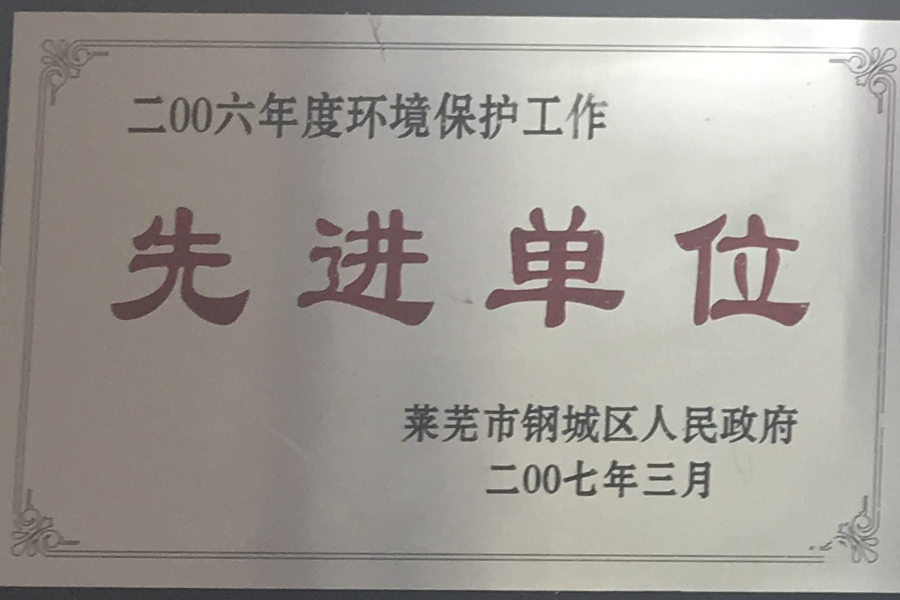 二00六年度环境保护工作
先进单位
莱芜市钢城区人民政府
二00七年三月